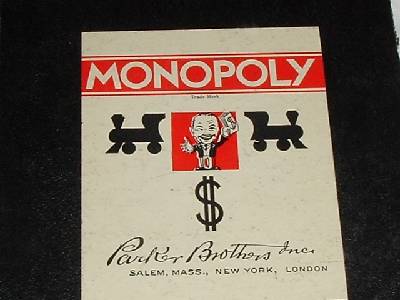 MONOPOLY
Trade Mark
$
Parker Brothers Inc.
SALEM, MASS., NEW YORK, LONDON